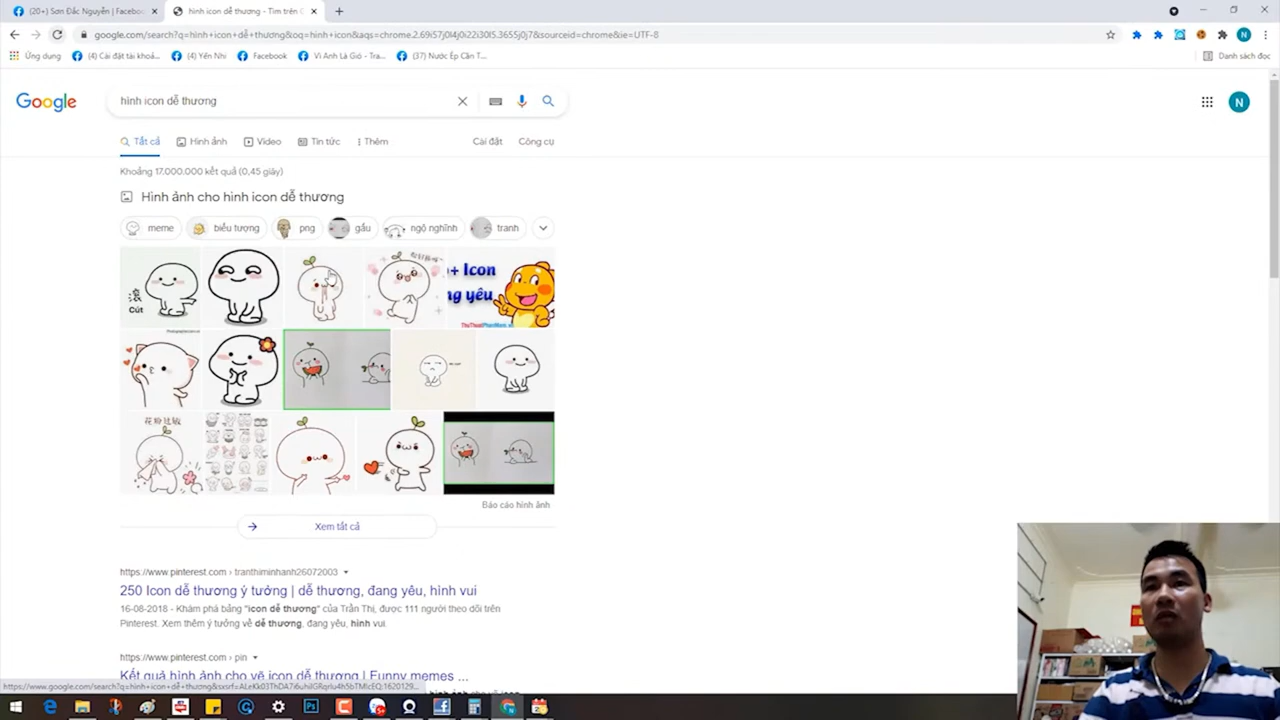 (20+) Sơn Đắc Nguyễn | Facebo
hình icon dễ thương - Tìm trên G
google.com/search?q=hình+icon+dễ+thương&oq=hình+icon&aqs=chrome.2.69i57j0l4j0i22i30l5.3655j0j7&sourceid=chrome&ie=UTF-8
Ứng dụng
(4) Cài đặt tài khoả...
(4) Yến Nhi
Facebook
Vì Anh Là Gió - Tra...
(37) Nước Ép Cần T...
Danh sách đọc
Google
hình icon dễ thương
N
Tất cả
Hình ảnh
Video
Tin tức
Thêm
Cài đặt
Công cụ
Khoảng 17.000.000 kết quả (0,45 giây)
Hình ảnh cho hình icon dễ thương
meme
biểu tượng
png
gấu
ngộ nghĩnh
tranh
滚
Cút
+ Icon
ng yêu
ThuThuatPhanMem.vn
Báo cáo hình ảnh
Xem tất cả
https://www.pinterest.com › tranthiminhanh26072003
250 Icon dễ thương ý tưởng | dễ thương, đang yêu, hình vui
16-08-2018 - Khám phá bảng "icon dễ thương" của Trần Thị, được 111 người theo dõi trên
Pinterest. Xem thêm ý tưởng về dễ thương, đang yêu, hình vui.
https://www.pinterest.com › pin
Kết quả hình ảnh cho vẽ icon dễ thương | Funny memes ...